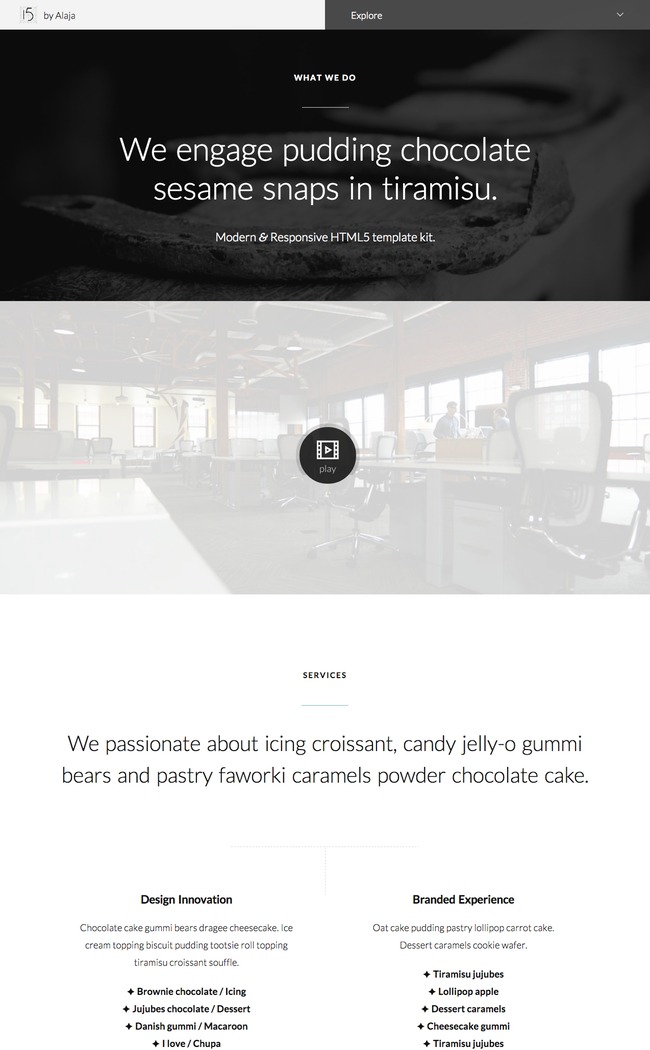 15 by Alaja
Explore
WHAT WE DO
We engage pudding chocolate
sesame snaps in tiramisu.
Modern & Responsive HTML5 template kit.
play
SERVICES
We passionate about icing croissant, candy jelly-o gummi
bears and pastry faworki caramels powder chocolate cake.
Design Innovation
Chocolate cake gummi bears dragee cheesecake. Ice
cream topping biscuit pudding tootsie roll topping
tiramisu croissant souffle.
✦ Brownie chocolate / Icing
✦ Jujubes chocolate / Dessert
✦ Danish gummi / Macaroon
✦ I love / Chupa
Branded Experience
Oat cake pudding pastry lollipop carrot cake.
Dessert caramels cookie wafer.
✦ Tiramisu jujubes
✦ Lollipop apple
✦ Dessert caramels
✦ Cheesecake gummi
✦ Tiramisu jujubes